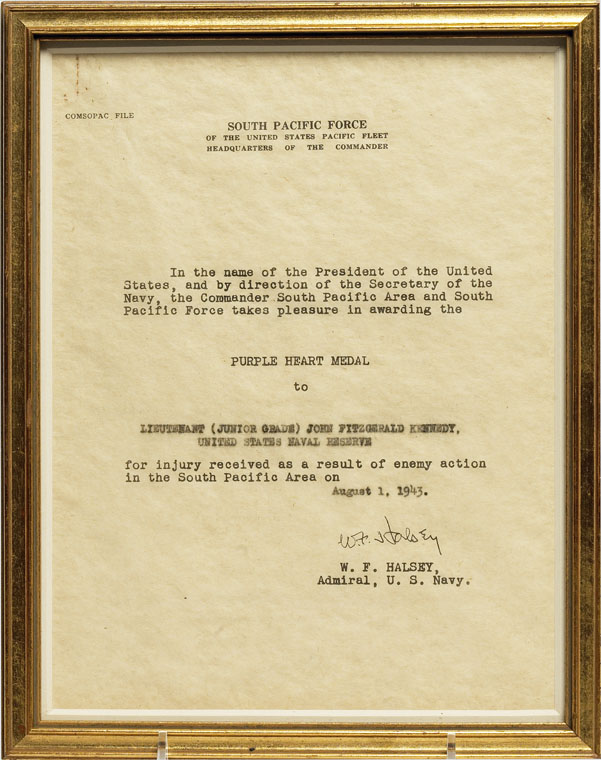 COMSOPAC FILE
SOUTH PACIFIC FORCE
OF THE UNITED STATES PACIFIC FLEET
HEADQUARTERS OF THE COMMANDER
In the name of the President of the United
States, and by direction of the Secretary of the
Navy, the Commander South Pacific Area and South
Pacific Force takes pleasure in awarding the
PURPLE HEART MEDAL
to
LIEUTENANT (JUNIOR GRADE) JOHN FITZGERALD KENNEDY,
UNITED STATES NAVAL RESERVE
for injury received as a result of enemy action
in the South Pacific Area on
August 1, 1943.
W. F. Halsey
W. F. HALSEY,
Admiral, U. S. Navy.